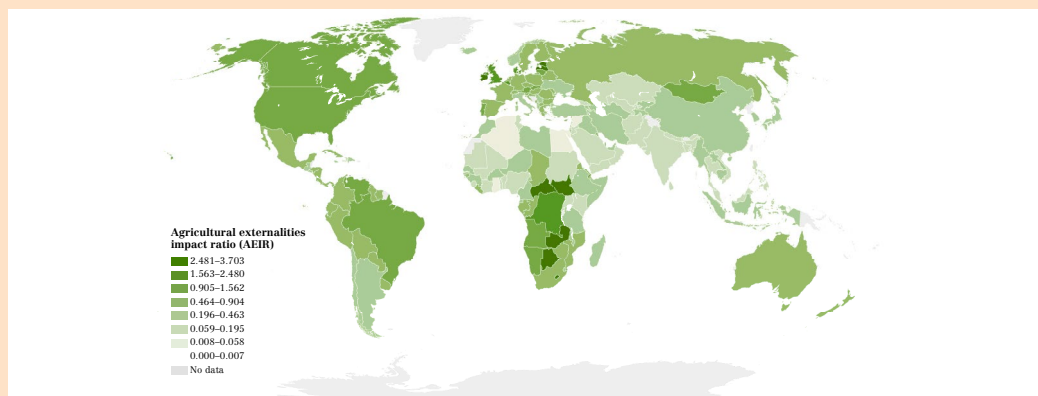 Agricultural externalities
impact ratio (AEIR)
2.481–3.703
1.563–2.480
0.905–1.562
0.464–0.904
0.196–0.463
0.059–0.195
0.008–0.058
0.000–0.007
No data